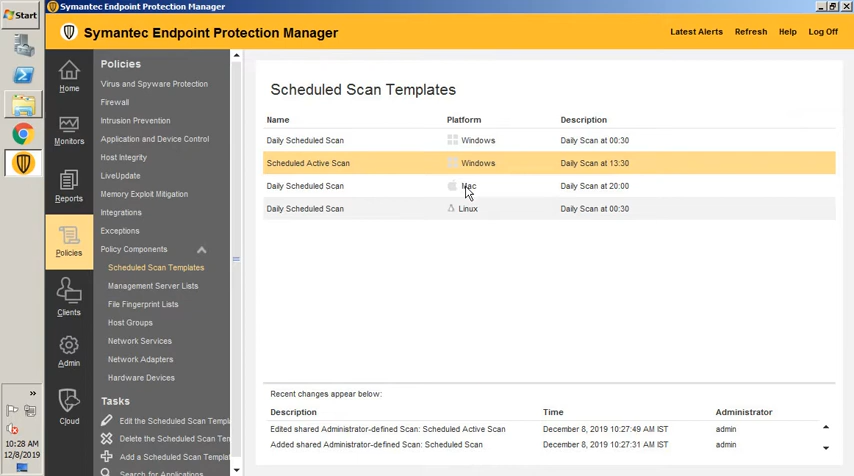 Start
Symantec Endpoint Protection Manager
Symantec Endpoint Protection Manager
Latest Alerts
Refresh
Help
Log Off
Home
Monitors
Reports
Policies
Clients
Admin
Cloud
Policies
Virus and Spyware Protection
Firewall
Intrusion Prevention
Application and Device Control
Host Integrity
LiveUpdate
Memory Exploit Mitigation
Integrations
Exceptions
Policy Components
Scheduled Scan Templates
Management Server Lists
File Fingerprint Lists
Host Groups
Network Services
Network Adapters
Hardware Devices
Tasks
Edit the Scheduled Scan Templ
Delete the Scheduled Scan Tem
Add a Scheduled Scan Templat
Search for Applications
Scheduled Scan Templates
Name Platform Description
Daily Scheduled Scan Windows Daily Scan at 00:30
Scheduled Active Scan Windows Daily Scan at 13:30
Daily Scheduled Scan Mac Daily Scan at 20:00
Daily Scheduled Scan Linux Daily Scan at 00:30
Recent changes appear below:
Description Time Administrator
Edited shared Administrator-defined Scan: Scheduled Active Scan December 8, 2019 10:27:49 AM IST admin
Added shared Administrator-defined Scan: Scheduled Scan December 8, 2019 10:27:31 AM IST admin
10:28 AM
12/8/2019